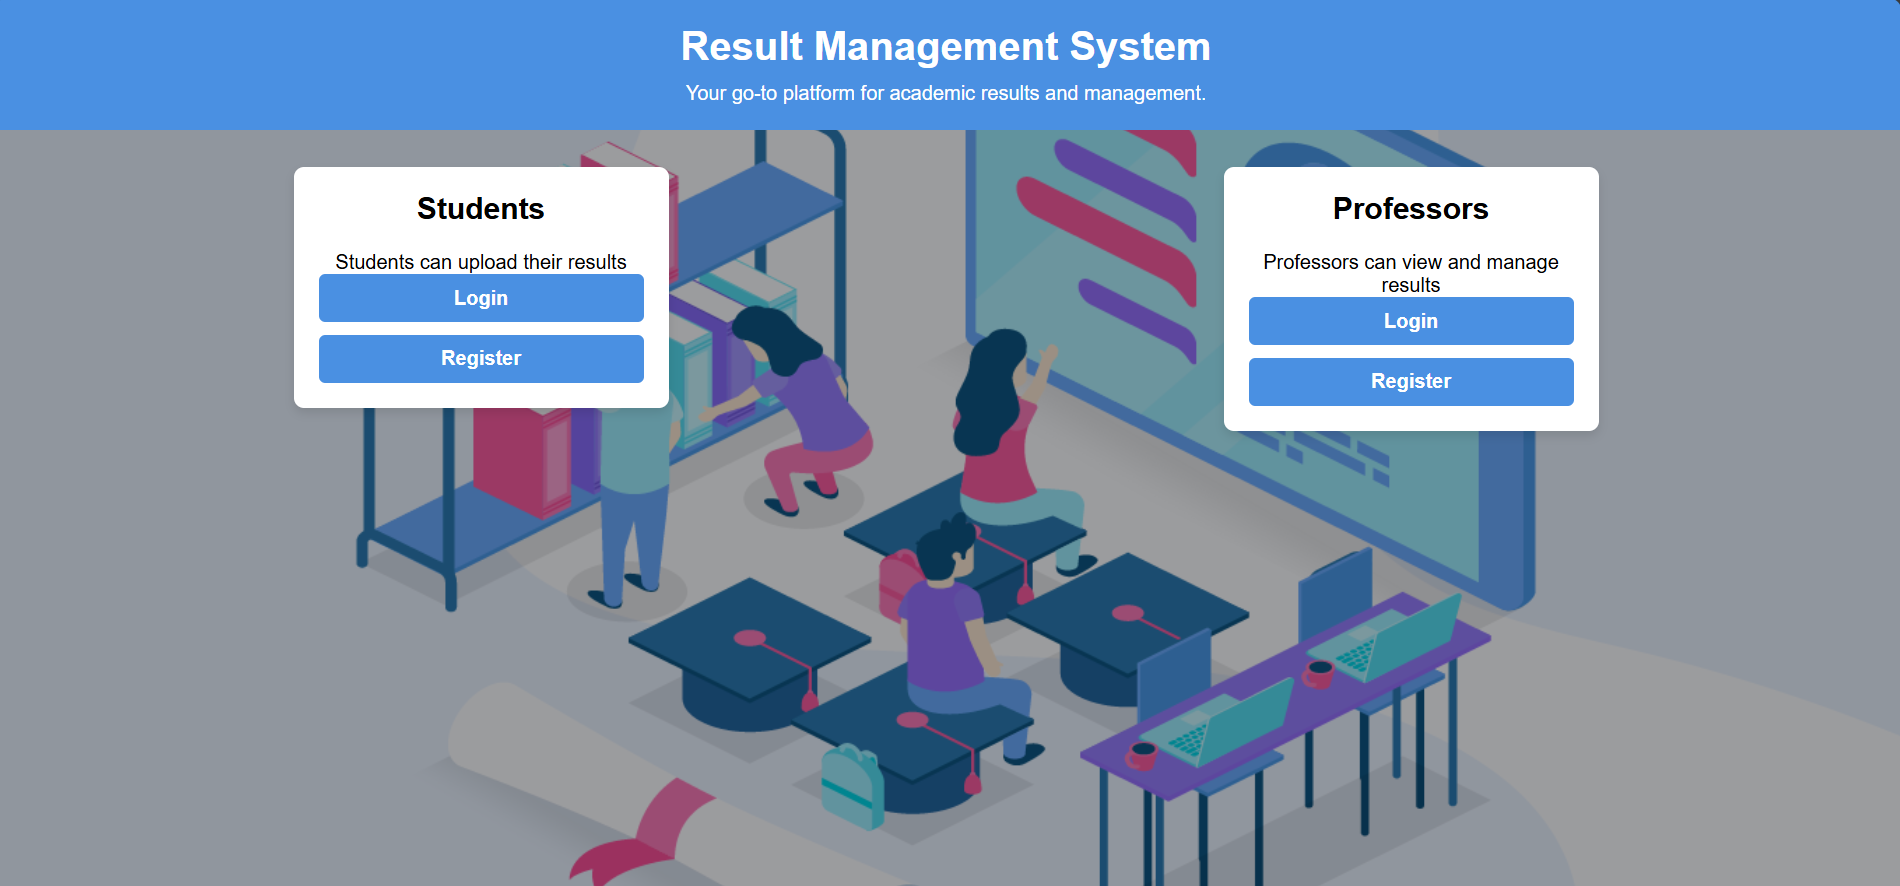 Result Management System
Your go-to platform for academic results and management.
Students
Students can upload their results
Login
Register
Professors
Professors can view and manage
results
Login
Register